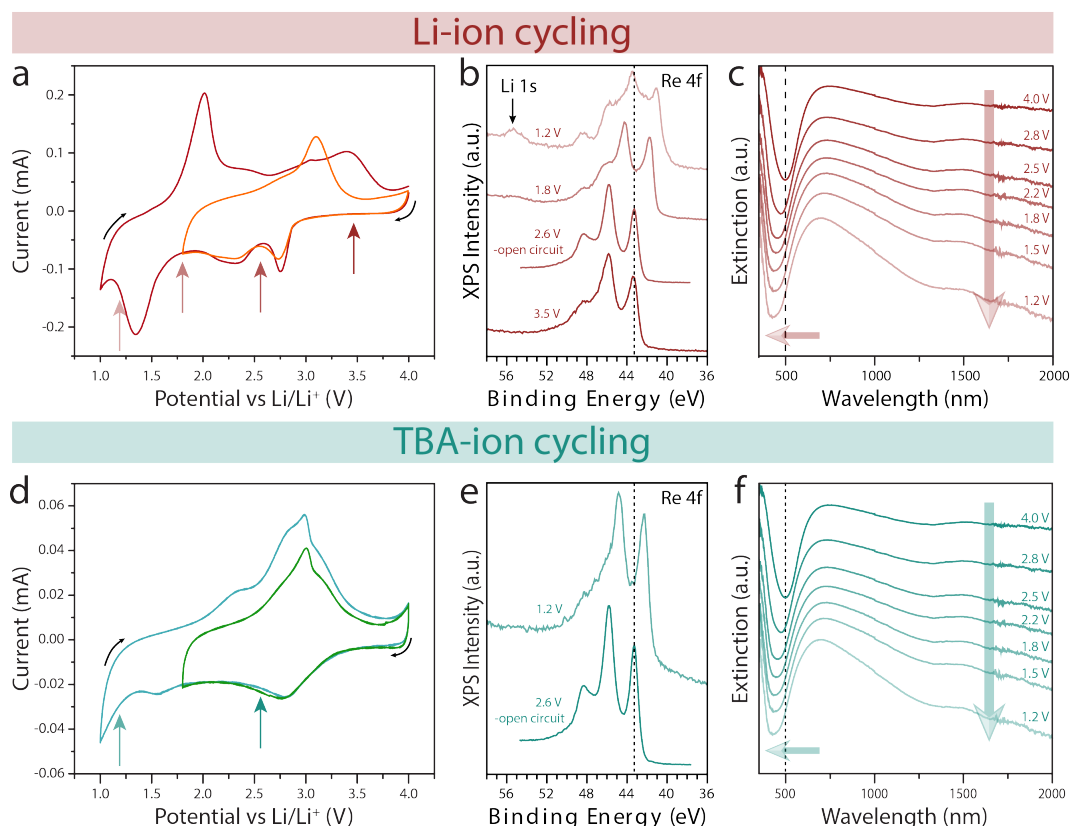 Li-ion cycling
a
Current (mA)
0.2
0.1
0.0
-0.1
-0.2
1.0 1.5 2.0 2.5 3.0 3.5 4.0
Potential vs Li/Li⁺ (V)
b
Re 4f
Li 1s
XPS Intensity (a.u.)
1.2 V
1.8 V
2.6 V
-open circuit
3.5 V
56 52 48 44 40 36
Binding Energy (eV)
c
Extinction (a.u.)
4.0 V
2.8 V
2.5 V
2.2 V
1.8 V
1.5 V
1.2 V
500 1000 1500 2000
Wavelength (nm)
TBA-ion cycling
d
Current (mA)
0.06
0.04
0.02
0.00
-0.02
-0.04
-0.06
1.0 1.5 2.0 2.5 3.0 3.5 4.0
Potential vs Li/Li⁺ (V)
e
Re 4f
XPS Intensity (a.u.)
1.2 V
2.6 V
-open circuit
56 52 48 44 40 36
Binding Energy (eV)
f
Extinction (a.u.)
4.0 V
2.8 V
2.5 V
2.2 V
1.8 V
1.5 V
1.2 V
500 1000 1500 2000
Wavelength (nm)